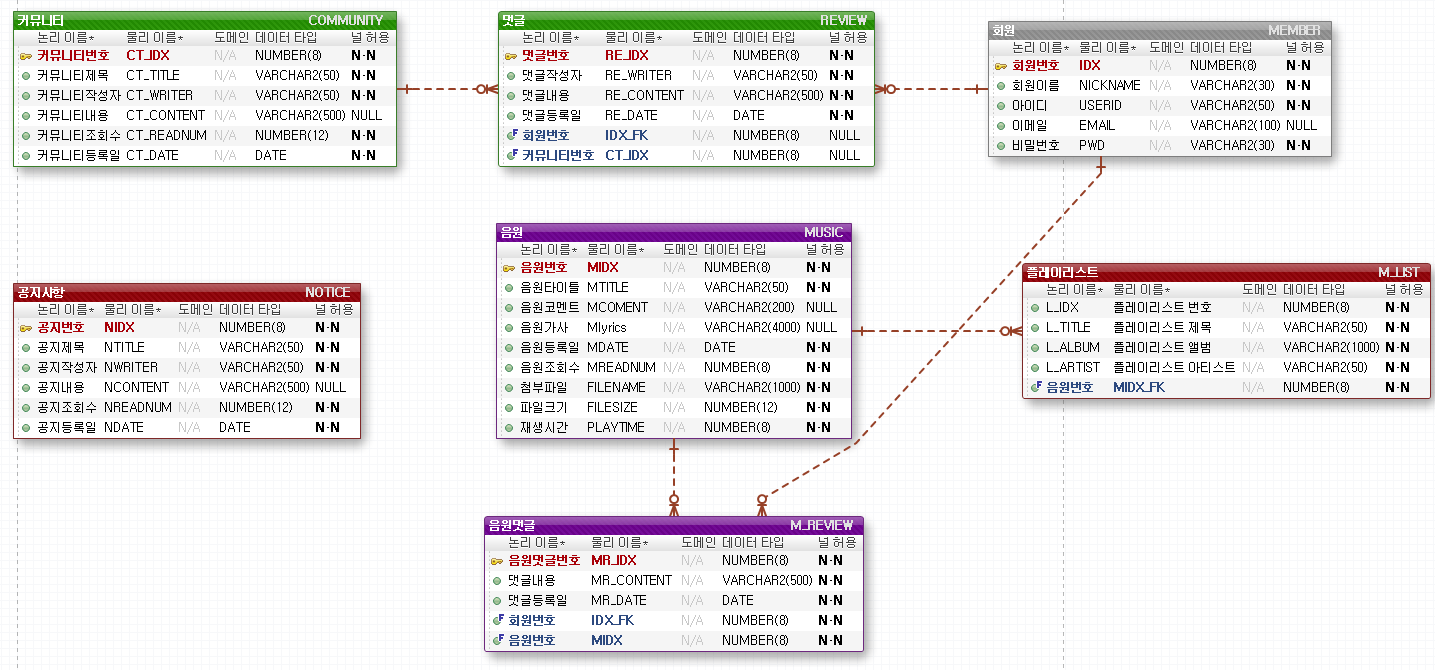 커뮤니티 COMMUNITY
논리 이름* 물리 이름* 도메인 데이터 타입 널 허용
커뮤니티번호 CT_IDX N/A NUMBER(8) N-N
커뮤니티제목 CT_TITLE N/A VARCHAR2(50) N-N
커뮤니티작성자 CT_WRITER N/A VARCHAR2(50) N-N
커뮤니티내용 CT_CONTENT N/A VARCHAR2(500) NULL
커뮤니티조회수 CT_READNUM N/A NUMBER(12) N-N
커뮤니티등록일 CT_DATE N/A DATE N-N
댓글 REVIEW
논리 이름* 물리 이름* 도메인 데이터 타입 널 허용
댓글번호 RE_IDX N/A NUMBER(8) N-N
댓글작성자 RE_WRITER N/A VARCHAR2(50) N-N
댓글내용 RE_CONTENT N/A VARCHAR2(500) N-N
댓글등록일 RE_DATE N/A DATE N-N
회원번호 IDX_FK N/A NUMBER(8) NULL
커뮤니티번호 CT_IDX N/A NUMBER(8) NULL
회원 MEMBER
논리 이름* 물리 이름* 도메인 데이터 타입 널 허용
회원번호 IDX N/A NUMBER(8) N-N
회원이름 NICKNAME N/A VARCHAR2(30) N-N
아이디 USERID N/A VARCHAR2(50) N-N
이메일 EMAIL N/A VARCHAR2(100) NULL
비밀번호 PWD N/A VARCHAR2(30) N-N
음원 MUSIC
논리 이름* 물리 이름* 도메인 데이터 타입 널 허용
음원번호 MIDX N/A NUMBER(8) N-N
음원타이틀 MTITLE N/A VARCHAR2(50) N-N
음원코멘트 MCOMENT N/A VARCHAR2(200) NULL
음원가사 Mlyrics N/A VARCHAR2(4000) NULL
음원등록일 MDATE N/A DATE N-N
음원조회수 MREADNUM N/A NUMBER(8) N-N
첨부파일 FILENAME N/A VARCHAR2(1000) N-N
파일크기 FILESIZE N/A NUMBER(12) N-N
재생시간 PLAYTIME N/A NUMBER(8) N-N
플레이리스트 M_LIST
논리 이름* 물리 이름* 도메인 데이터 타입 널 허용
L_IDX 플레이리스트 번호 N/A NUMBER(8) N-N
L_TITLE 플레이리스트 제목 N/A VARCHAR2(50) N-N
L_ALBUM 플레이리스트 앨범 N/A VARCHAR2(1000) N-N
L_ARTIST 플레이리스트 아티스트 N/A VARCHAR2(50) N-N
음원번호 MIDX_FK N/A NUMBER(8) N-N
공지사항 NOTICE
논리 이름* 물리 이름* 도메인 데이터 타입 널 허용
공지번호 NIDX N/A NUMBER(8) N-N
공지제목 NTITLE N/A VARCHAR2(50) N-N
공지작성자 NWRITER N/A VARCHAR2(50) N-N
공지내용 NCONTENT N/A VARCHAR2(500) NULL
공지조회수 NREADNUM N/A NUMBER(12) N-N
공지등록일 NDATE N/A DATE N-N
음원댓글 M_REVIEW
논리 이름* 물리 이름* 도메인 데이터 타입 널 허용
음원댓글번호 MR_IDX N/A NUMBER(8) N-N
댓글내용 MR_CONTENT N/A VARCHAR2(500) N-N
댓글등록일 MR_DATE N/A DATE N-N
회원번호 IDX_FK N/A NUMBER(8) N-N
음원번호 MIDX N/A NUMBER(8) N-N